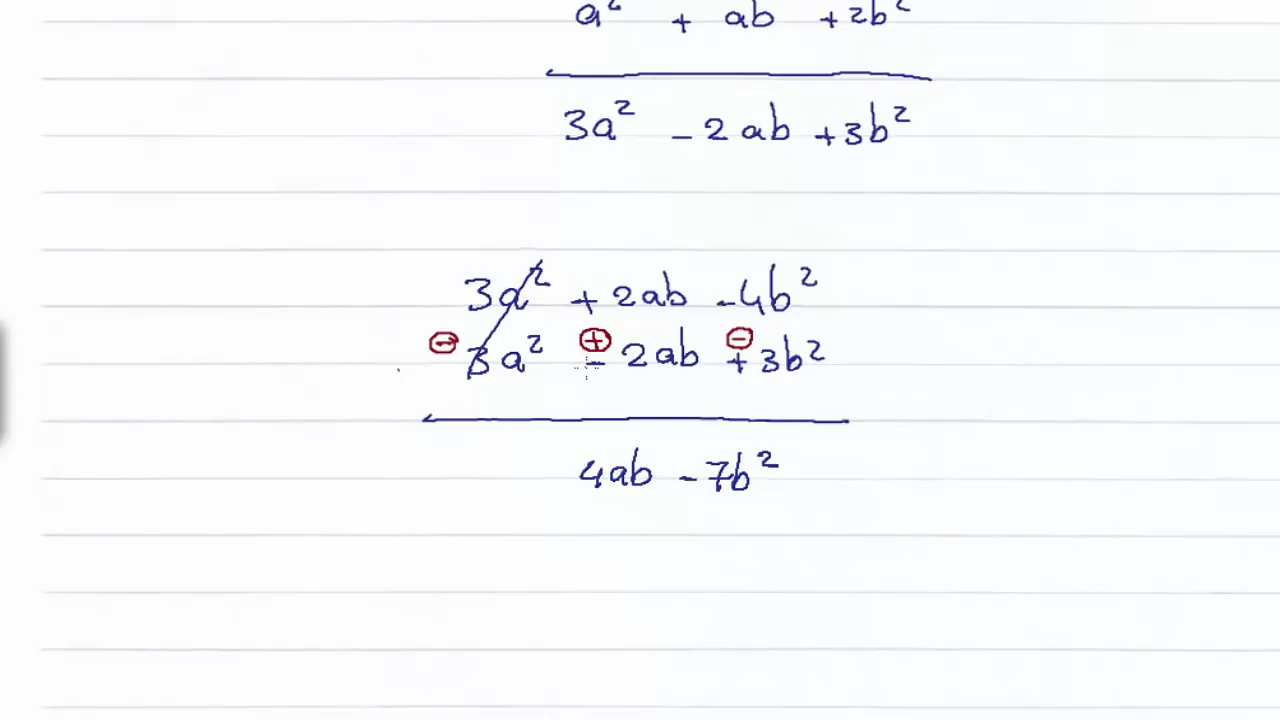 a² + ab + 2b²
3a² - 2ab + 3b²
3a² + 2ab - 4b²
⊖ 3a² ⊕ - 2ab ⊖ + 3b²
4ab - 7b²